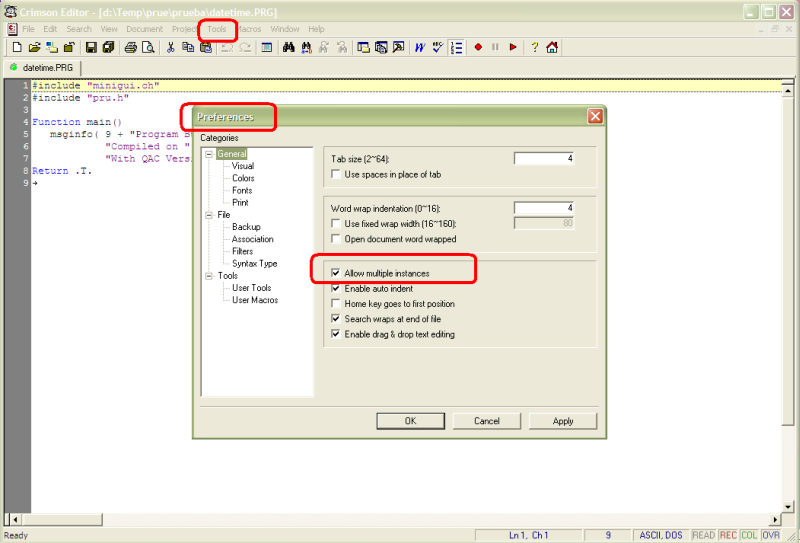 Crimson Editor - [d:\Temp\prue\prueba\datetime.PRG]
File Edit Search View Document Project Tools Macros Window Help
datetime.PRG
1 #include "minigui.ch"
2 #include "pru.h"
3
4 Function main()
5 msginfo( 9 + "Program B
6 "Compiled on "
7 "With QAC Versi
8 Return .T.
9
Preferences
Categories
General
Visual
Colors
Fonts
Print
File
Backup
Association
Filters
Syntax Type
Tools
User Tools
User Macros
Tab size (2~64): 4
Use spaces in place of tab
Word wrap indentation (0~16): 4
Use fixed wrap width (16~160): 80
Open document word wrapped
Allow multiple instances
Enable auto indent
Home key goes to first position
Search wraps at end of file
Enable drag & drop text editing
OK Cancel Apply
Ready Ln 1, Ch 1 9 ASCII, DOS READ REC COL OVR